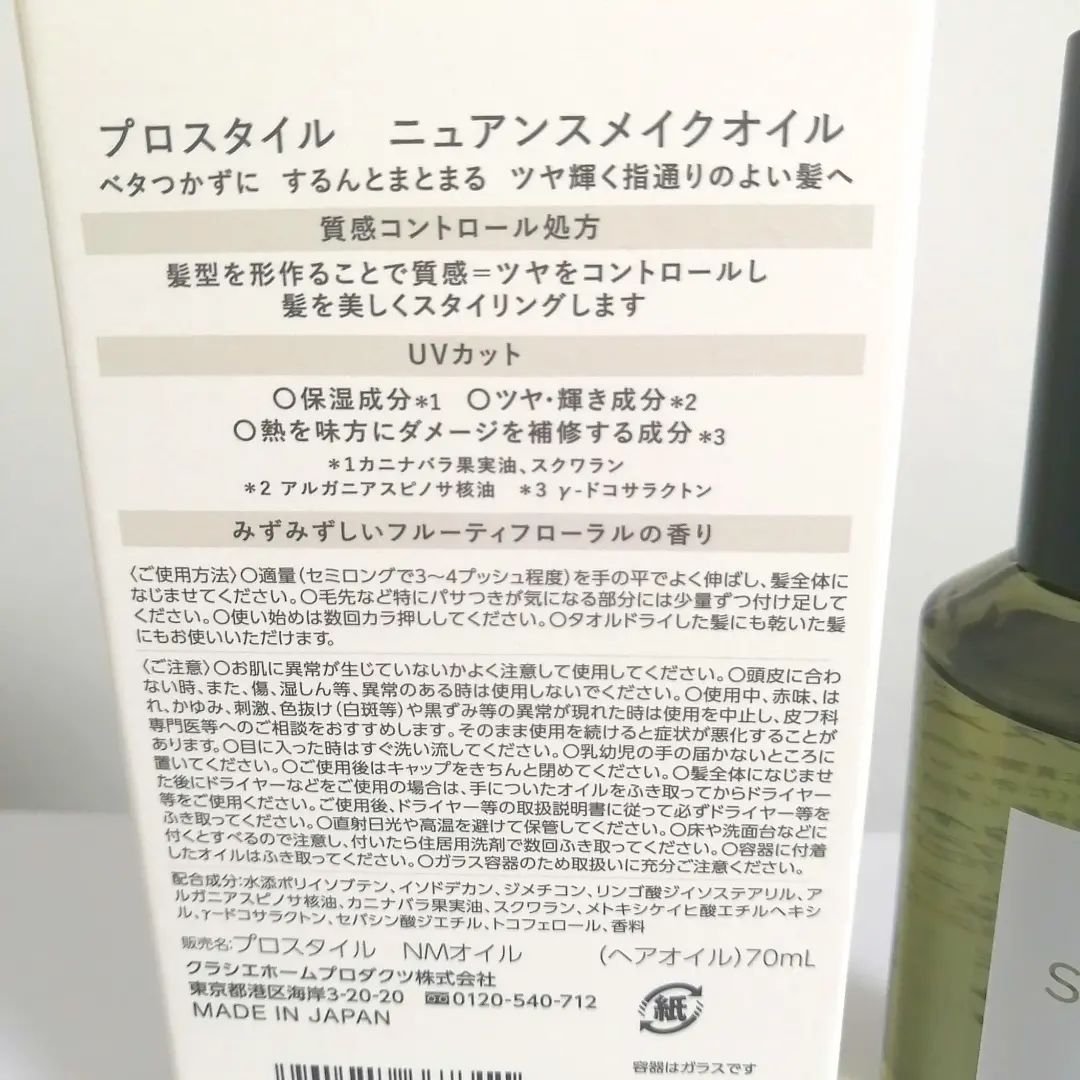 プロスタイル ニュアンスメイクオイル
ベタつかずに するんとまとまる ツヤ輝く指通りのよい髪へ
質感コントロール処方
髪型を形作ることで質感=ツヤをコントロールし
髪を美しくスタイリングします
UVカット
○保湿成分*1 ○ツヤ・輝き成分*2
○熱を味方にダメージを補修する成分*3
*1カニナバラ果実油、スクワラン
*2 アルガニアスピノサ核油 *3 γ-ドコサラクトン
みずみずしいフルーティフローラルの香り
〈ご使用方法〉○適量(セミロングで3〜4プッシュ程度)を手の平でよく伸ばし、髪全体に
なじませてください。○毛先など特にパサつきが気になる部分には少量ずつ付け足して
ください。○使い始めは数回カラ押ししてください。○タオルドライした髪にも乾いた髪
にもお使いいただけます。
〈ご注意〉○お肌に異常が生じていないかよく注意して使用してください。○頭皮に合わ
ない時、また、傷、湿しん等、異常のある時は使用しないでください。○使用中、赤味、は
れ、かゆみ、刺激、色抜け(白斑等)や黒ずみ等の異常が現れた時は使用を中止し、皮フ科
専門医等へのご相談をおすすめします。そのまま使用を続けると症状が悪化することが
あります。○目に入った時はすぐ洗い流してください。○乳幼児の手の届かないところに
置いてください。○ご使用後はキャップをきちんと閉めてください。○髪全体になじませ
た後にドライヤーなどをご使用の場合は、手についたオイルをふき取ってからドライヤー
等をご使用ください。ご使用後、ドライヤー等の取扱説明書に従って必ずドライヤー等を
ふき取ってください。○直射日光や高温を避けて保管してください。○床や洗面台などに
付くとすべるので注意し、付いたら住居用洗剤で数回ふき取ってください。○容器に付着
したオイルはふき取ってください。○ガラス容器のため取扱いに充分ご注意ください。
配合成分:水添ポリイソブテン、イソドデカン、ジメチコン、リンゴ酸ジイソステアリル、ア
ルガニアスピノサ核油、カニナバラ果実油、スクワラン、メトキシケイヒ酸エチルヘキシ
ル、γ-ドコサラクトン、セバシン酸ジエチル、トコフェロール、香料
販売名:プロスタイル NMオイル (ヘアオイル)70mL
クラシエホームプロダクツ株式会社
東京都港区海岸3-20-20 0120-540-712
MADE IN JAPAN
紙
容器はガラスです
S